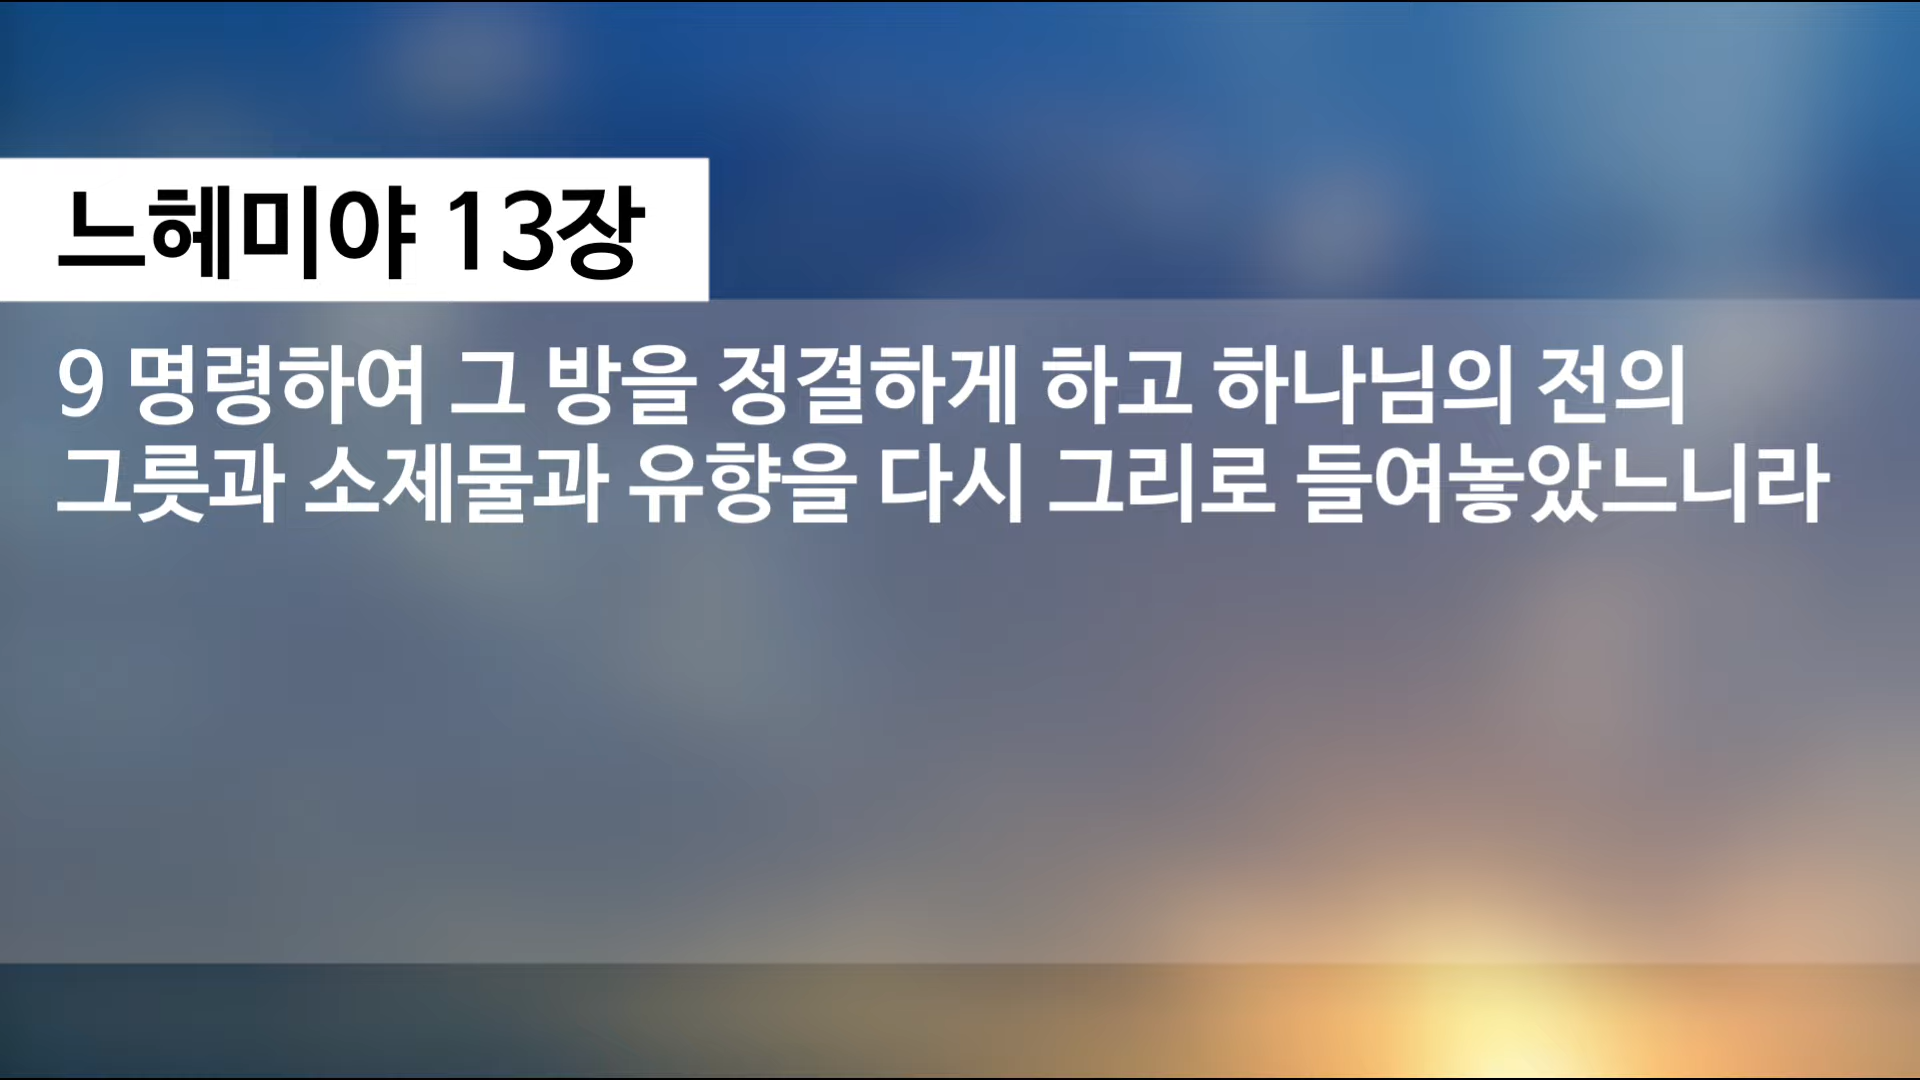 느헤미야 13장
9 명령하여 그 방을 정결하게 하고 하나님의 전의
그릇과 소제물과 유향을 다시 그리로 들여놓았느니라